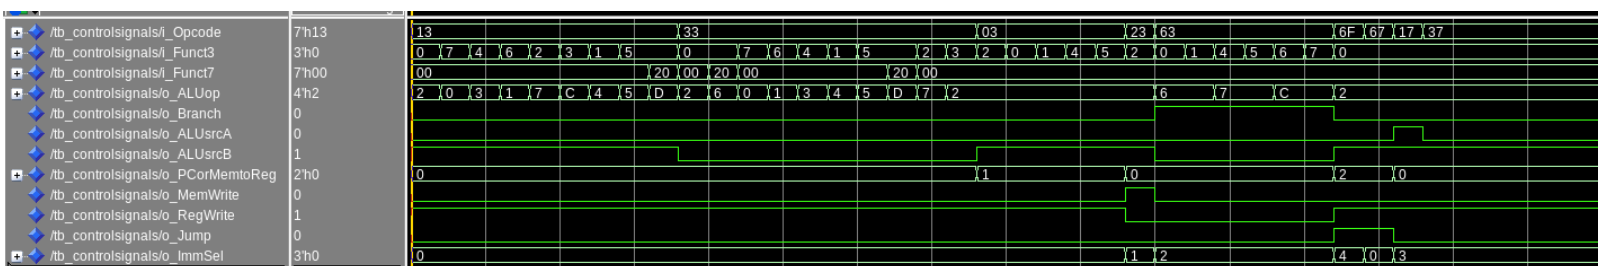 /tb_controlsignals/i_Opcode 7'h13 13 33 03 23 63 6F 67 17 37
/tb_controlsignals/i_Funct3 3'h0 0 7 4 6 2 3 1 5 0 7 6 4 1 5 2 3 2 0 1 4 5 2 0 1 4 5 6 7 0
/tb_controlsignals/i_Funct7 7'h00 00 20 00 20 00 20 00
/tb_controlsignals/o_ALUop 4'h2 2 0 3 1 7 C 4 5 D 2 6 0 1 3 4 5 D 7 2 6 7 C 2
/tb_controlsignals/o_Branch 0
/tb_controlsignals/o_ALUsrcA 0
/tb_controlsignals/o_ALUsrcB 1
/tb_controlsignals/o_PCorMemtoReg 2'h0 0 1 0 2 0
/tb_controlsignals/o_MemWrite 0
/tb_controlsignals/o_RegWrite 1
/tb_controlsignals/o_Jump 0
/tb_controlsignals/o_ImmSel 3'h0 0 1 2 4 0 3